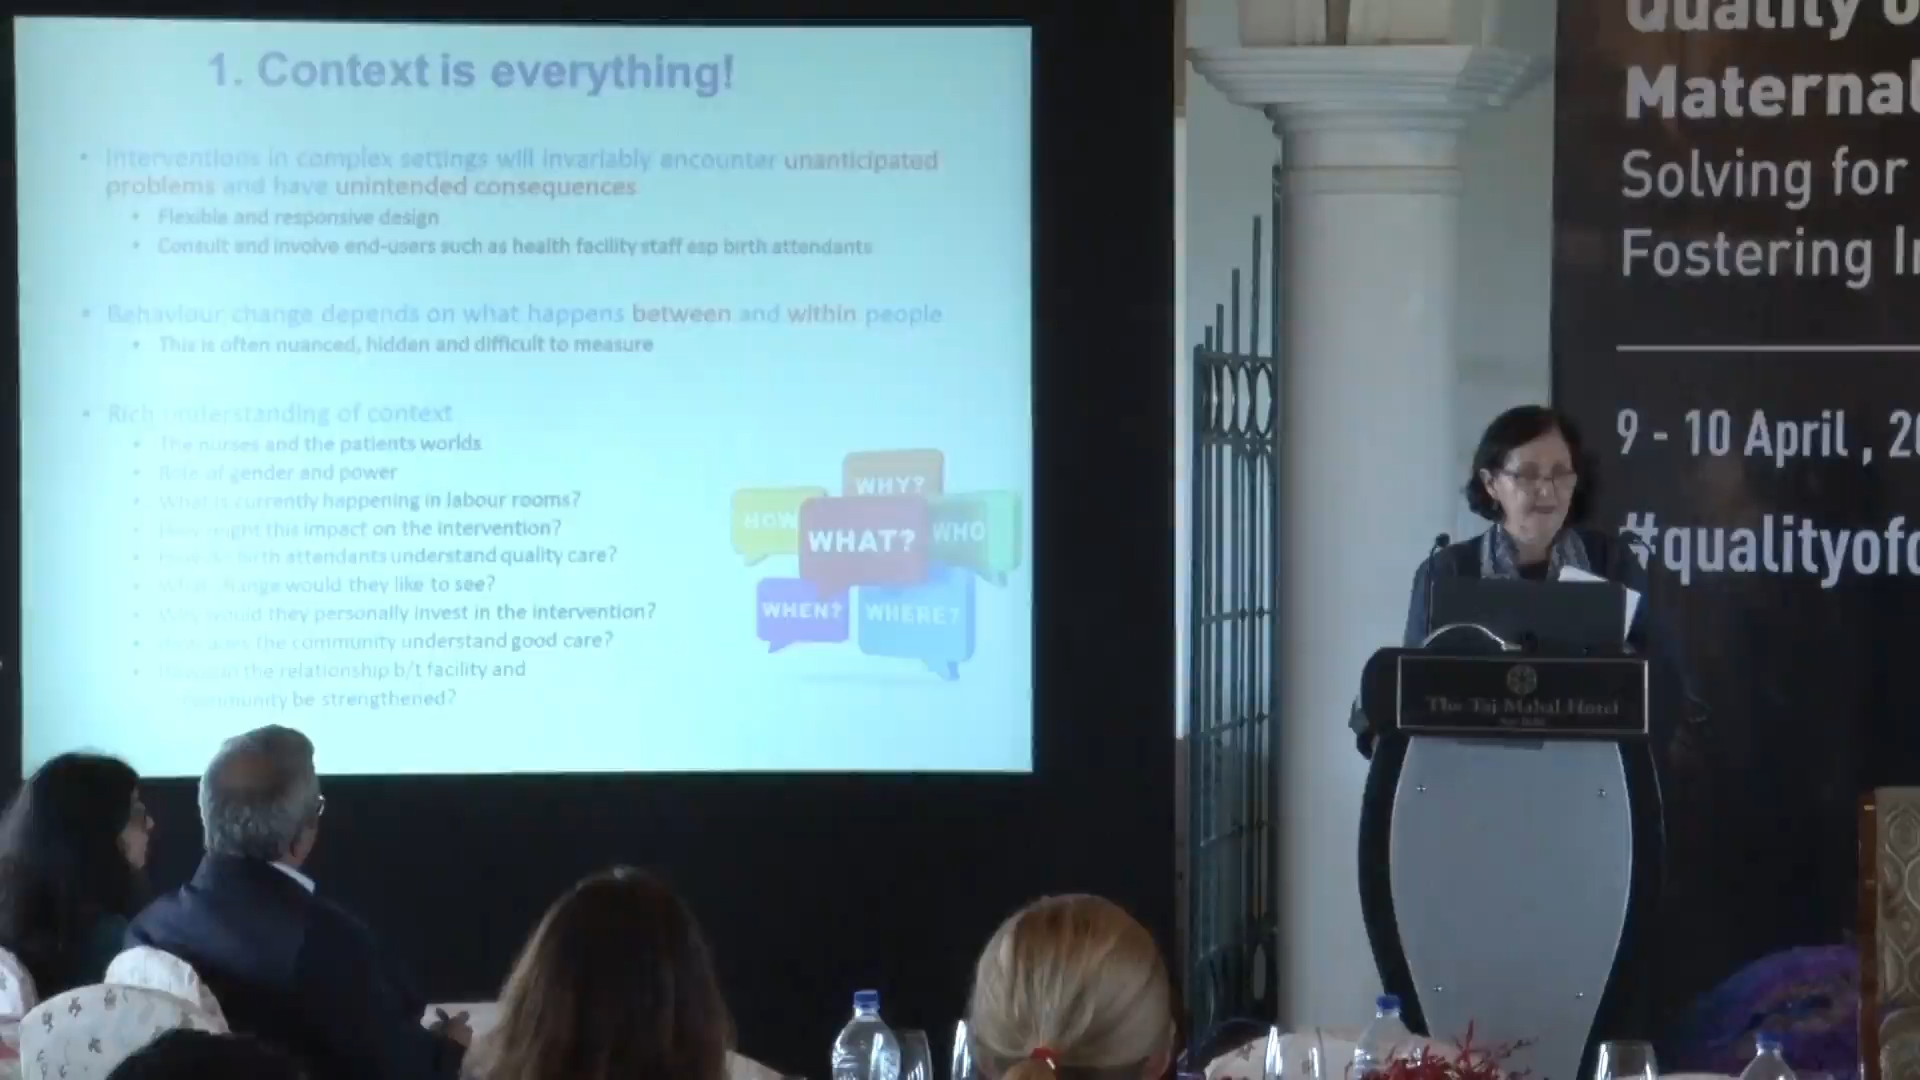 1. Context is everything!
• Interventions in complex settings will invariably encounter unanticipated
problems and have unintended consequences
• Flexible and responsive design
• Consult and involve end-users such as health facility staff esp birth attendants
• Behaviour change depends on what happens between and within people
• This is often nuanced, hidden and difficult to measure
• Rich understanding of context
• The nurses and the patients worlds
• Role of gender and power
• What is currently happening in labour rooms?
• How might this impact on the intervention?
• How do birth attendants understand quality care?
• What change would they like to see?
• Why would they personally invest in the intervention?
• How does the community understand good care?
• the relationship b/t facility and
community be strengthened?
WHY?
HOW
WHAT?
WHO
WHEN?
WHERE?
Quality o
Maternal
Solving for
Fostering In
9 - 10 April , 20
#qualityofc
The Taj Mahal Hotel